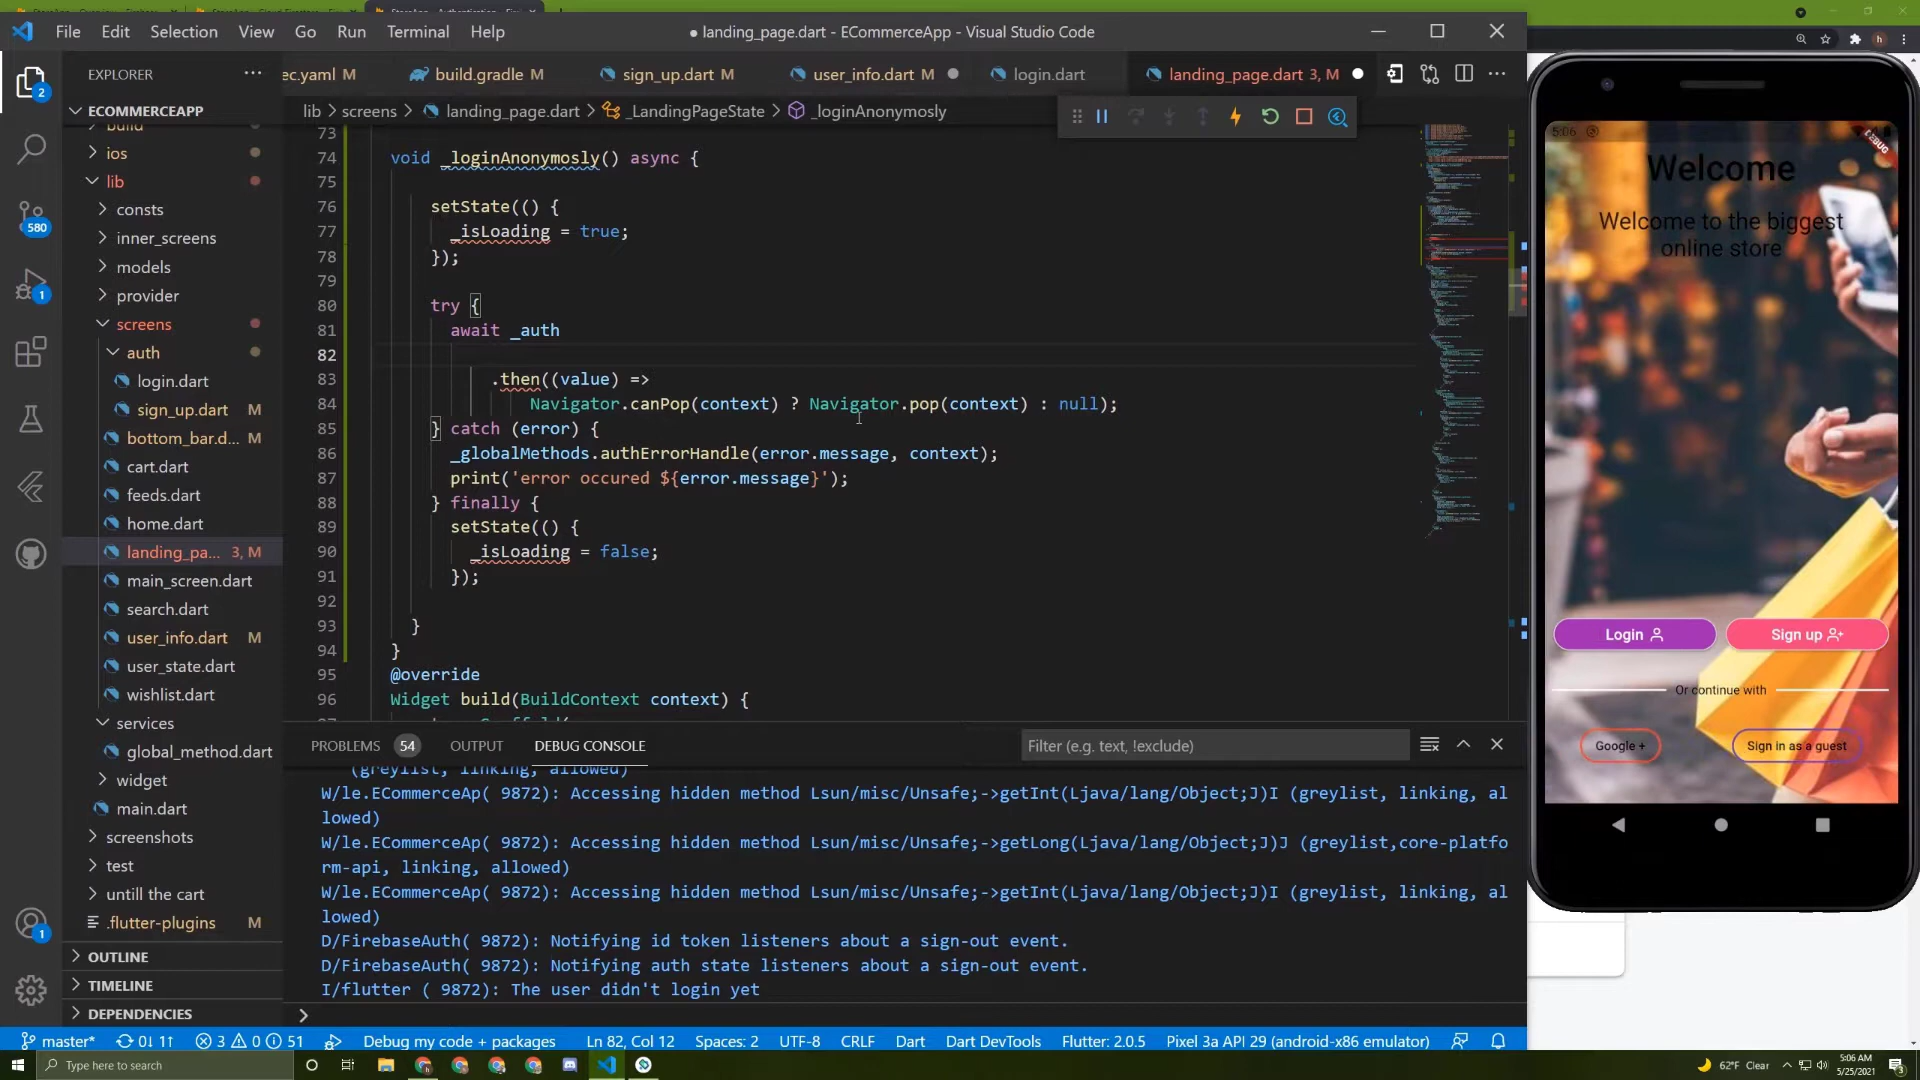 File Edit Selection View Go Run Terminal Help
● landing_page.dart - ECommerceApp - Visual Studio Code
EXPLORER
ec.yaml M
build.gradle M
sign_up.dart M
user_info.dart M
login.dart
landing_page.dart 3, M
ECOMMERCEAPP
lib > screens > landing_page.dart > _LandingPageState > _loginAnonymosly
build
ios
lib
consts
inner_screens
models
provider
screens
auth
login.dart
sign_up.dart M
bottom_bar.d... M
cart.dart
feeds.dart
home.dart
landing_pa... 3, M
main_screen.dart
search.dart
user_info.dart M
user_state.dart
wishlist.dart
services
global_method.dart
widget
main.dart
screenshots
test
untill the cart
.flutter-plugins M
OUTLINE
TIMELINE
DEPENDENCIES
2
580
1
1
73
74 void _loginAnonymosly() async {
75
76 setState(() {
77 _isLoading = true;
78 });
79
80 try {
81 await _auth
82
83 .then((value) =>
84 Navigator.canPop(context) ? Navigator.pop(context) : null);
85 } catch (error) {
86 _globalMethods.authErrorHandle(error.message, context);
87 print('error occured ${error.message}');
88 } finally {
89 setState(() {
90 _isLoading = false;
91 });
92
93 }
94 }
95 @override
96 Widget build(BuildContext context) {
PROBLEMS 54 OUTPUT DEBUG CONSOLE
Filter (e.g. text, !exclude)
(greylist, linking, allowed)
W/le.ECommerceAp( 9872): Accessing hidden method Lsun/misc/Unsafe;->getInt(Ljava/lang/Object;J)I (greylist, linking, al
lowed)
W/le.ECommerceAp( 9872): Accessing hidden method Lsun/misc/Unsafe;->getLong(Ljava/lang/Object;J)J (greylist,core-platfo
rm-api, linking, allowed)
W/le.ECommerceAp( 9872): Accessing hidden method Lsun/misc/Unsafe;->getInt(Ljava/lang/Object;J)I (greylist, linking, al
lowed)
D/FirebaseAuth( 9872): Notifying id token listeners about a sign-out event.
D/FirebaseAuth( 9872): Notifying auth state listeners about a sign-out event.
I/flutter ( 9872): The user didn't login yet
master* 0↓ 1↑ 3 0 51 Debug my code + packages Ln 82, Col 12 Spaces: 2 UTF-8 CRLF Dart Dart DevTools Flutter: 2.0.5 Pixel 3a API 29 (android-x86 emulator)
5:06
DEBUG
Welcome
Welcome to the biggest
online store
Login
Sign up
Or continue with
Google +
Sign in as a guest
Type here to search
62°F Clear
5:06 AM
5/25/2021